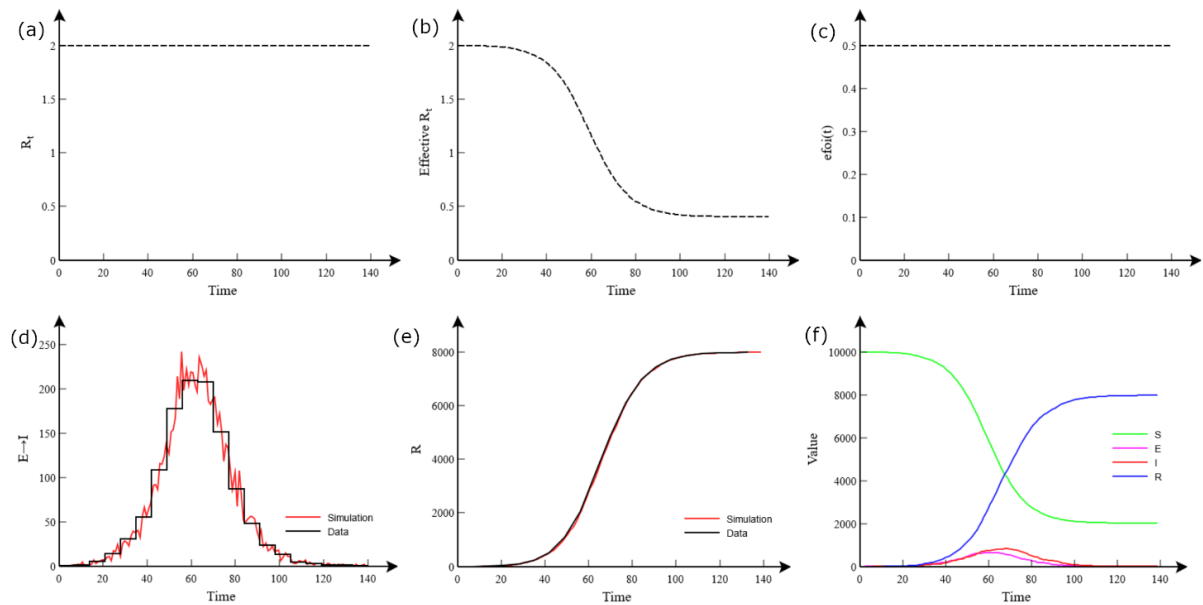 (a)
2
1.5
1
0.5
0
R_t
0 20 40 60 80 100 120 140
Time
(b)
2
1.5
1
0.5
0
Effective R_t
0 20 40 60 80 100 120 140
Time
(c)
0.5
0.4
0.3
0.2
0.1
0
efoi(t)
0 20 40 60 80 100 120 140
Time
(d)
250
200
150
100
50
0
E→I
Simulation
Data
0 20 40 60 80 100 120 140
Time
(e)
8000
6000
4000
2000
0
R
Simulation
Data
0 20 40 60 80 100 120 140
Time
(f)
10000
8000
6000
4000
2000
0
Value
S
E
I
R
0 20 40 60 80 100 120 140
Time